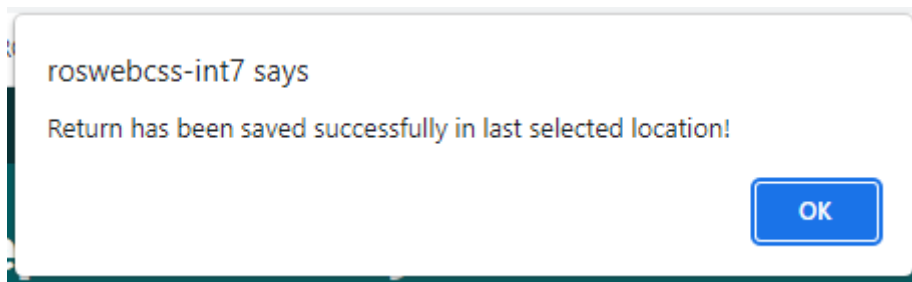 roswebcss-int7 says
Return has been saved successfully in last selected location!
OK